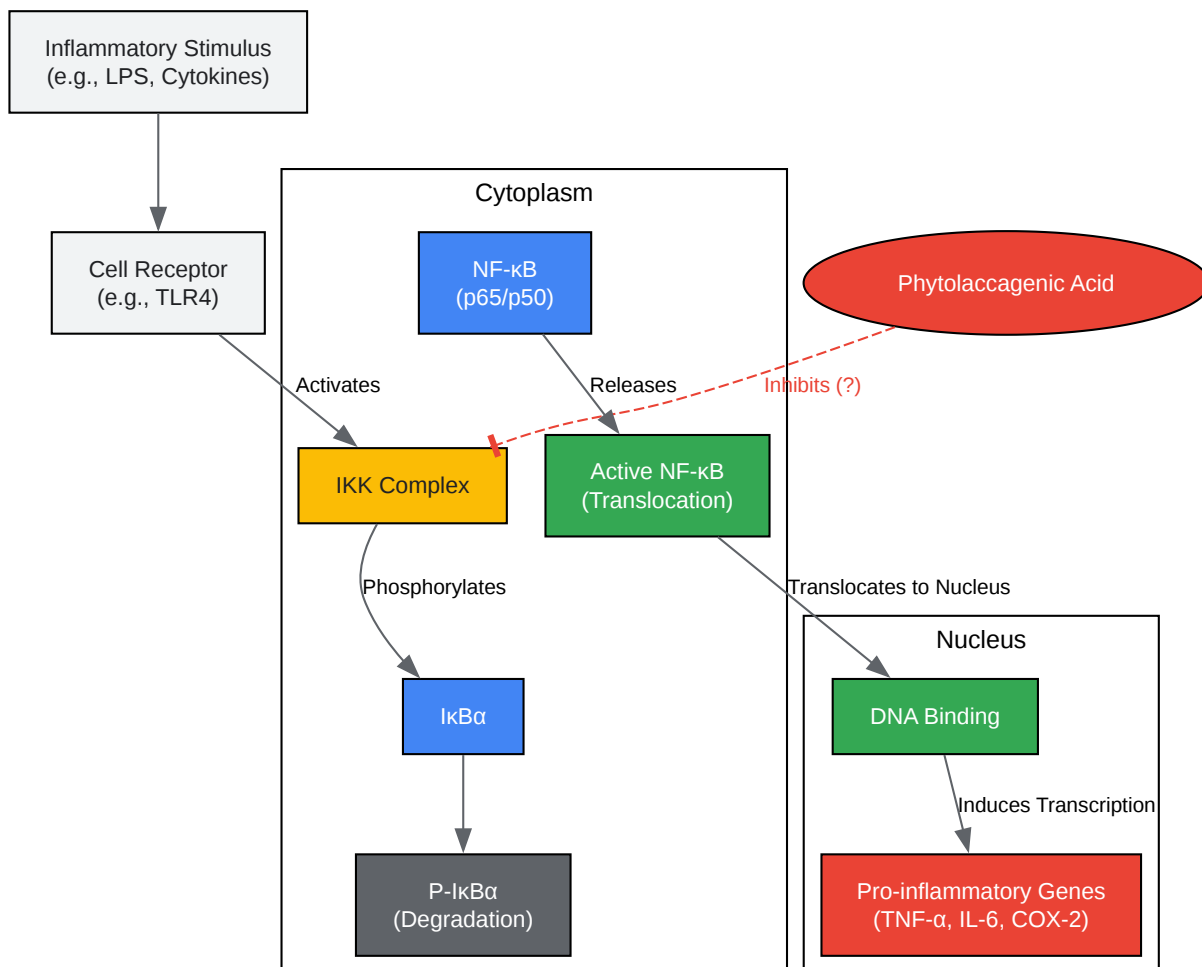 Inflammatory Stimulus
(e.g., LPS, Cytokines)
Cytoplasm
Cell Receptor
(e.g., TLR4)
NF-κB
(p65/p50)
Phytolaccagenic Acid
Activates
Releases
Inhibits (?)
IKK Complex
Active NF-κB
(Translocation)
Phosphorylates
Translocates to Nucleus
Nucleus
IκBα
DNA Binding
Induces Transcription
P-IκBα
(Degradation)
Pro-inflammatory Genes
(TNF-α, IL-6, COX-2)